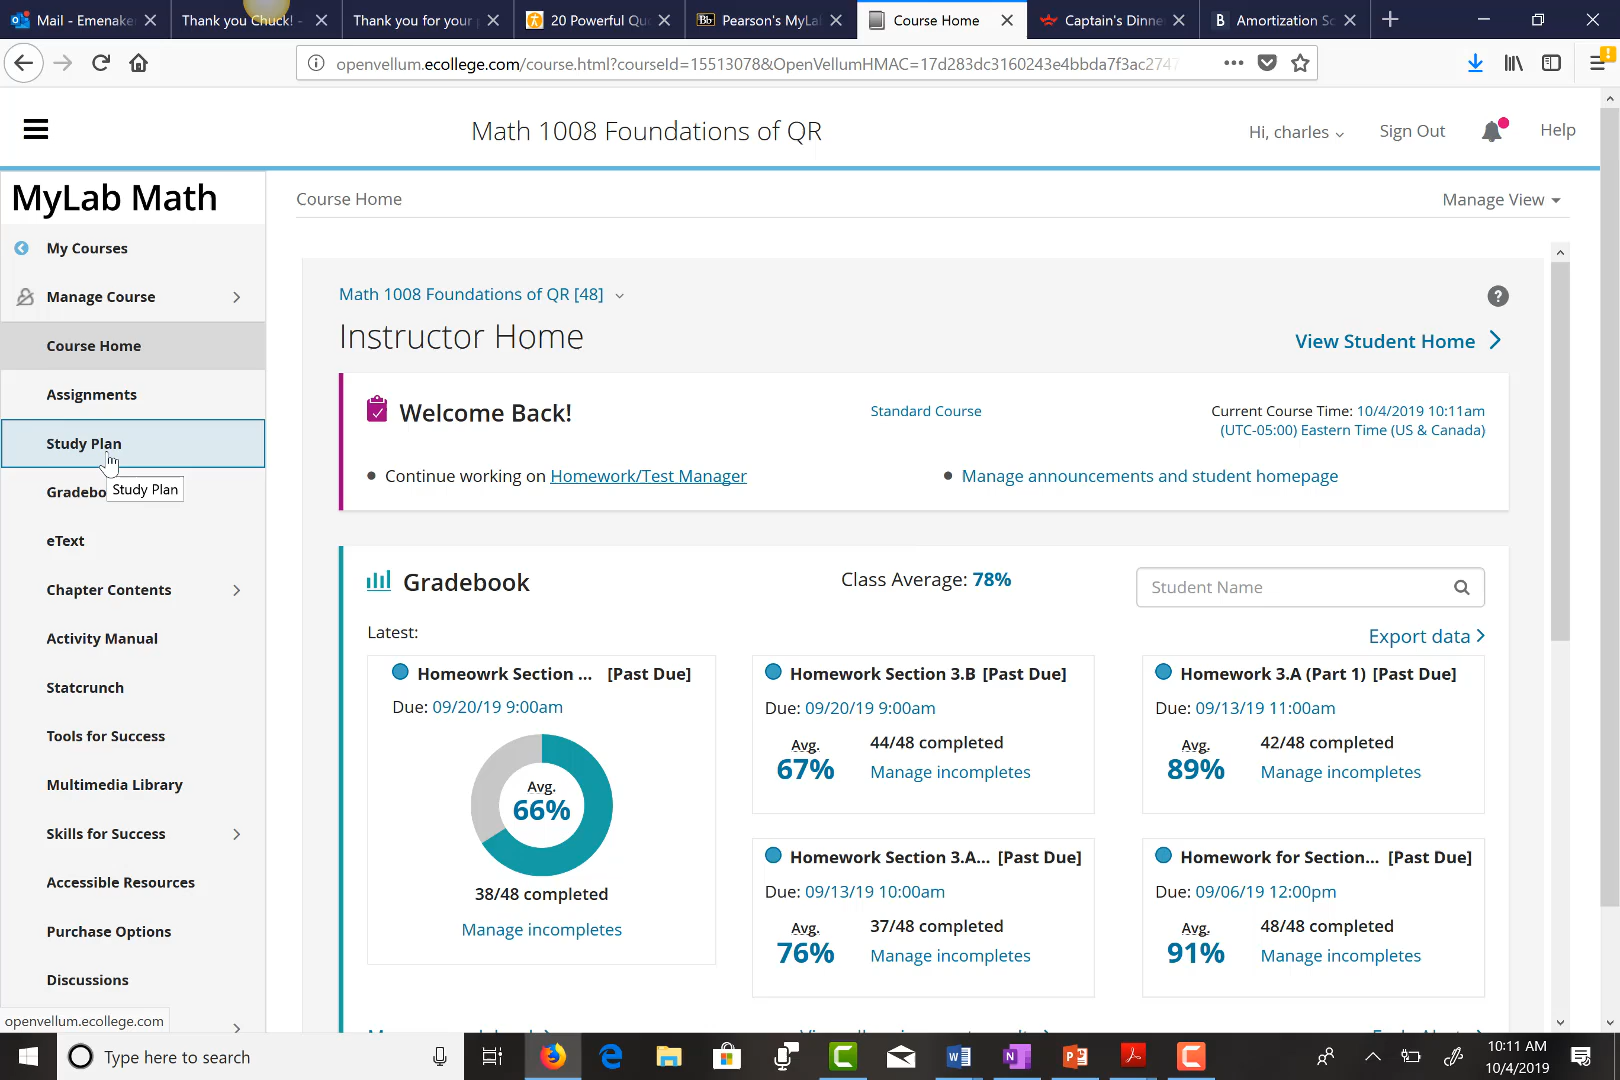 Mail - Emenaker
Thank you Chuck! -
Thank you for your
20 Powerful Qu
Bb Pearson's MyLab
Course Home
Captain's Dinne
B Amortization Sc
openvellum.ecollege.com/course.html?courseId=15513078&OpenVellumHMAC=17d283dc3160243e4bbda7f3ac2747
Math 1008 Foundations of QR
Hi, charles
Sign Out
Help
MyLab Math
My Courses
Manage Course
Course Home
Assignments
Study Plan
Gradebo
Study Plan
eText
Chapter Contents
Activity Manual
Statcrunch
Tools for Success
Multimedia Library
Skills for Success
Accessible Resources
Purchase Options
Discussions
openvellum.ecollege.com
Course Home
Manage View
Math 1008 Foundations of QR [48]
Instructor Home
View Student Home
Welcome Back!
Standard Course
Current Course Time: 10/4/2019 10:11am
(UTC-05:00) Eastern Time (US & Canada)
Continue working on Homework/Test Manager
Manage announcements and student homepage
Gradebook
Class Average: 78%
Student Name
Latest:
Export data
Homeowrk Section ... [Past Due]
Due: 09/20/19 9:00am
Avg.
66%
38/48 completed
Manage incompletes
Homework Section 3.B [Past Due]
Due: 09/20/19 9:00am
Avg.
67%
44/48 completed
Manage incompletes
Homework 3.A (Part 1) [Past Due]
Due: 09/13/19 11:00am
Avg.
89%
42/48 completed
Manage incompletes
Homework Section 3.A... [Past Due]
Due: 09/13/19 10:00am
Avg.
76%
37/48 completed
Manage incompletes
Homework for Section... [Past Due]
Due: 09/06/19 12:00pm
Avg.
91%
48/48 completed
Manage incompletes
Type here to search
10:11 AM
10/4/2019